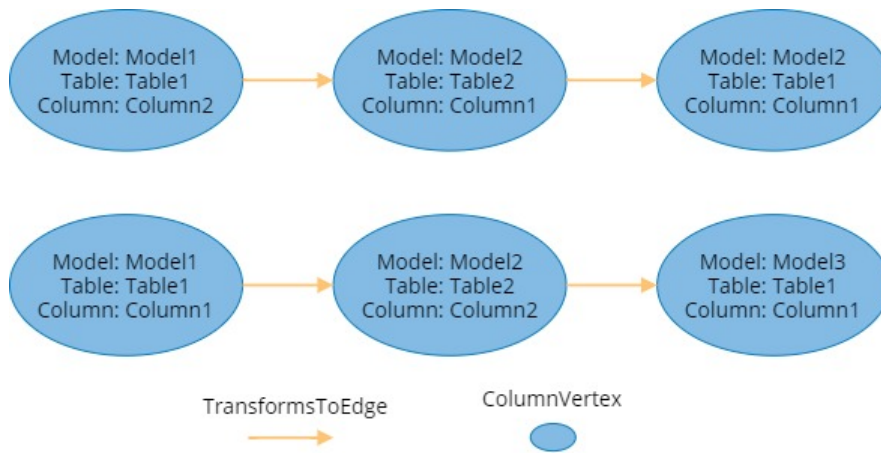 Model: Model1
Table: Table1
Column: Column2
Model: Model2
Table: Table2
Column: Column1
Model: Model2
Table: Table1
Column: Column1
Model: Model1
Table: Table1
Column: Column1
Model: Model2
Table: Table2
Column: Column2
Model: Model3
Table: Table1
Column: Column1
TransformsToEdge
ColumnVertex